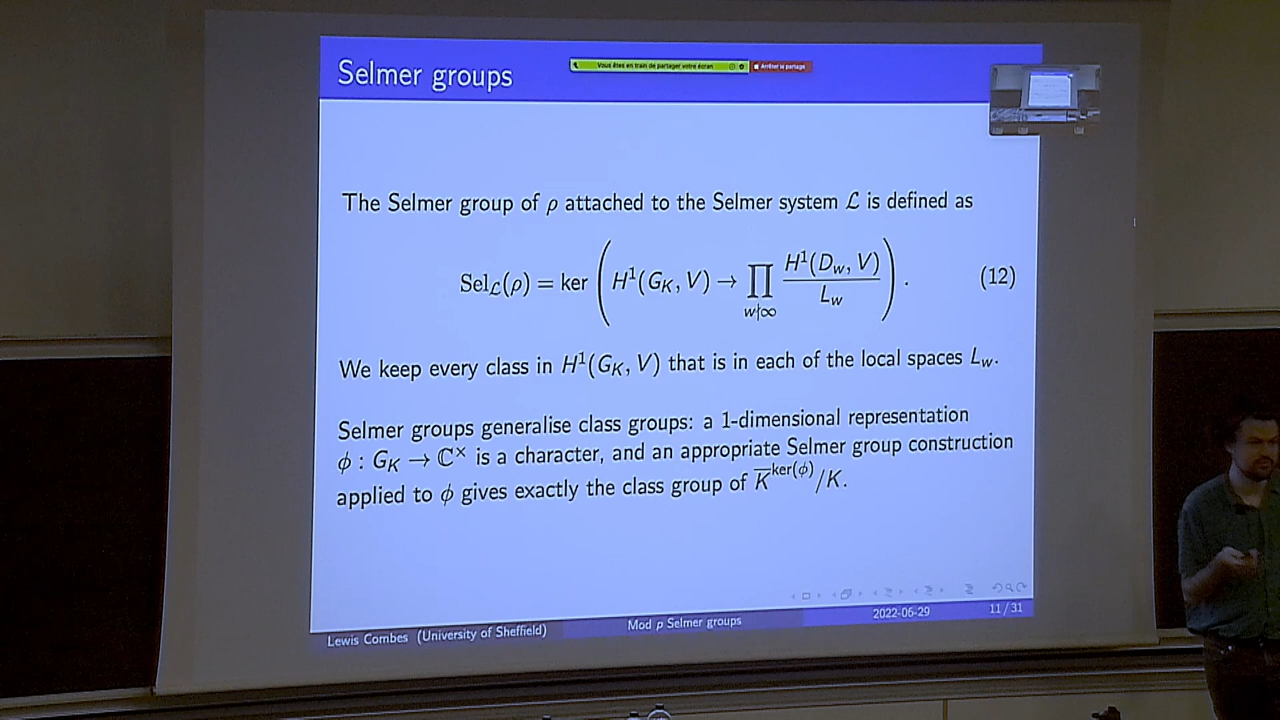 Selmer groups
Vous êtes en train de partager votre écran
Arrêter le partage
The Selmer group of ρ attached to the Selmer system ℒ is defined as
Sel_ℒ(ρ) = ker ( H¹(G_K, V) → ∏_{w∤∞} H¹(D_w, V) / L_w ) . (12)
We keep every class in H¹(G_K, V) that is in each of the local spaces L_w.
Selmer groups generalise class groups: a 1-dimensional representation
ϕ : G_K → ℂ^× is a character, and an appropriate Selmer group construction
applied to ϕ gives exactly the class group of K̅^{ker(ϕ)}/K.
Lewis Combes (University of Sheffield) Mod p Selmer groups 2022-06-29 11 / 31